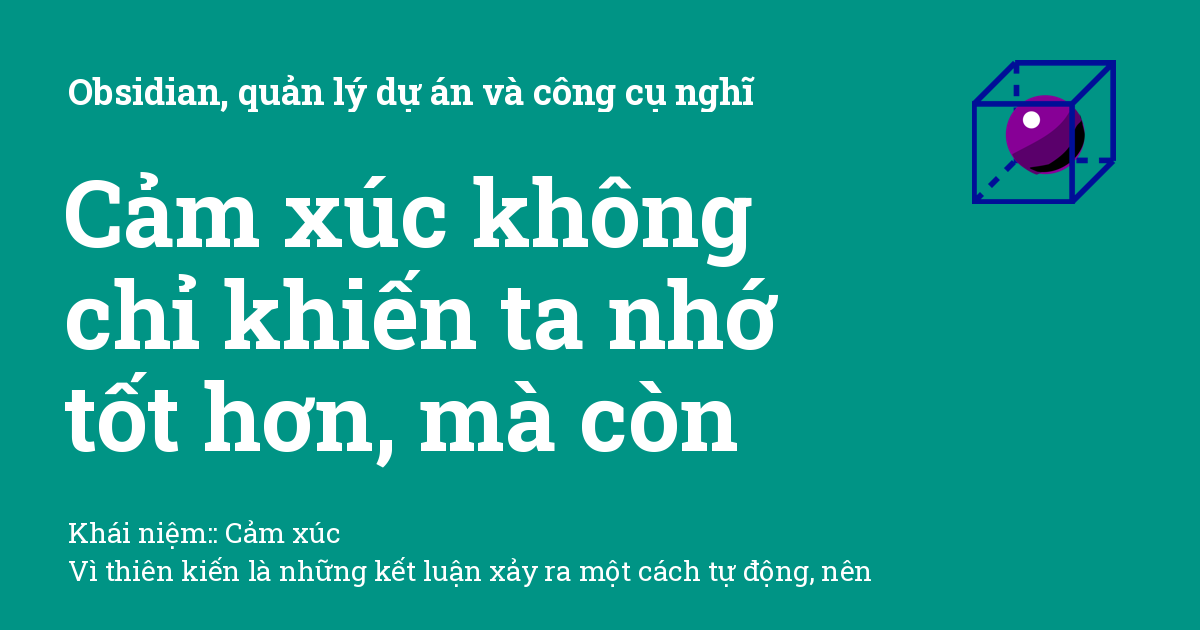 Obsidian, quản lý dự án và công cụ nghĩ
Cảm xúc không
chỉ khiến ta nhớ
tốt hơn, mà còn
Khái niệm:: Cảm xúc
Vì thiên kiến là những kết luận xảy ra một cách tự động, nên